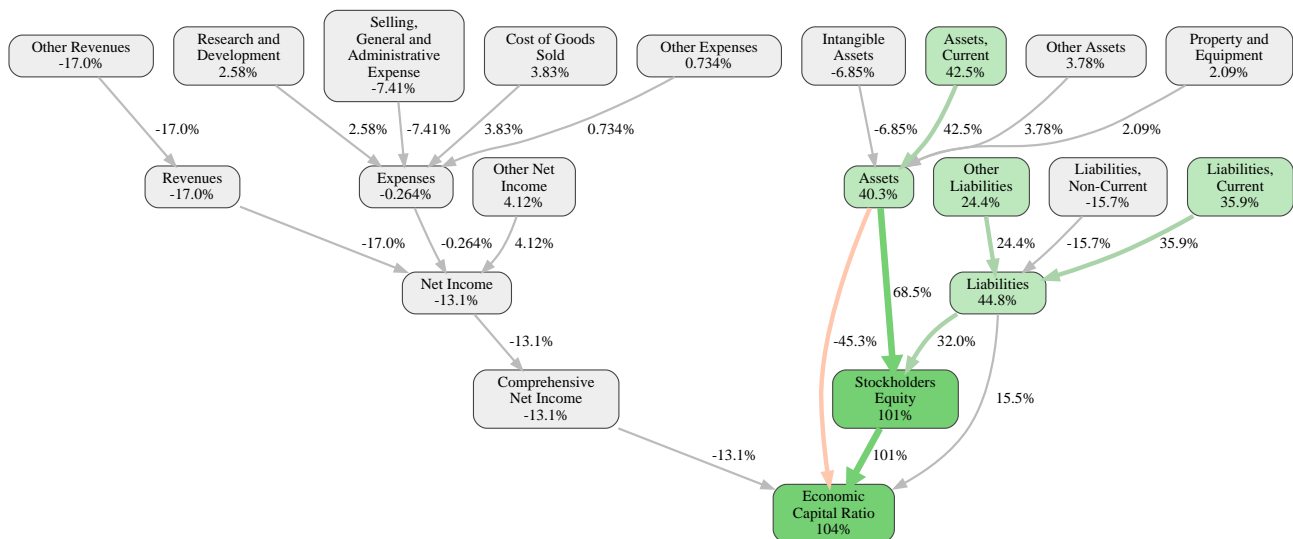 Other Revenues
-17.0%
Research and
Development
2.58%
Selling,
General and
Administrative
Expense
-7.41%
Cost of Goods
Sold
3.83%
Other Expenses
0.734%
Intangible
Assets
-6.85%
Assets,
Current
42.5%
Other Assets
3.78%
Property and
Equipment
2.09%
-17.0%
2.58%
-7.41%
3.83%
0.734%
-6.85%
42.5%
3.78%
2.09%
Revenues
-17.0%
Expenses
-0.264%
Other Net
Income
4.12%
Assets
40.3%
Other
Liabilities
24.4%
Liabilities,
Non-Current
-15.7%
Liabilities,
Current
35.9%
-17.0%
-0.264%
4.12%
24.4%
-15.7%
35.9%
Net Income
-13.1%
68.5%
Liabilities
44.8%
-13.1%
-45.3%
32.0%
Comprehensive
Net Income
-13.1%
Stockholders
Equity
101%
15.5%
-13.1%
101%
Economic
Capital Ratio
104%